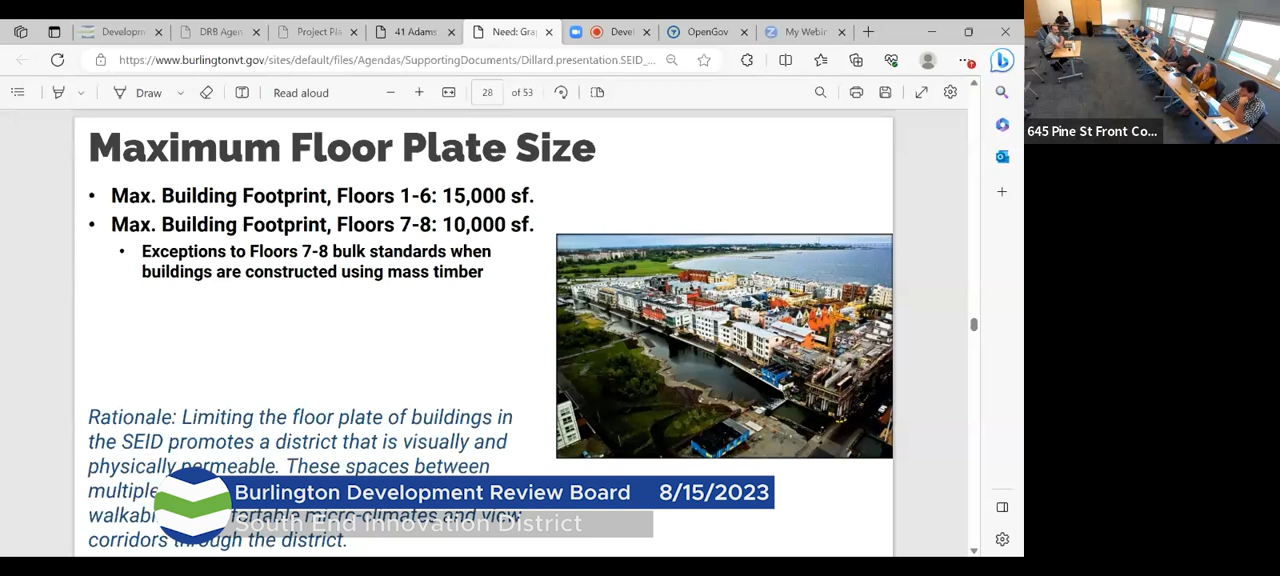 Developm
DRB Agen
Project Pla
41 Adams
Need: Gra
Devel
OpenGov
My Webin
https://www.burlingtonvt.gov/sites/default/files/Agendas/SupportingDocuments/Dillard.presentation.SEID_...
Draw
Read aloud
28 of 53
645 Pine St Front Co...
Maximum Floor Plate Size
• Max. Building Footprint, Floors 1-6: 15,000 sf.
• Max. Building Footprint, Floors 7-8: 10,000 sf.
• Exceptions to Floors 7-8 bulk standards when
buildings are constructed using mass timber
Rationale: Limiting the floor plate of buildings in
the SEID promotes a district that is visually and
physically permeable. These spaces between
multiple
Burlington Development Review Board 8/15/2023
micro-climates and view
South End Innovation District
corridors through the district.